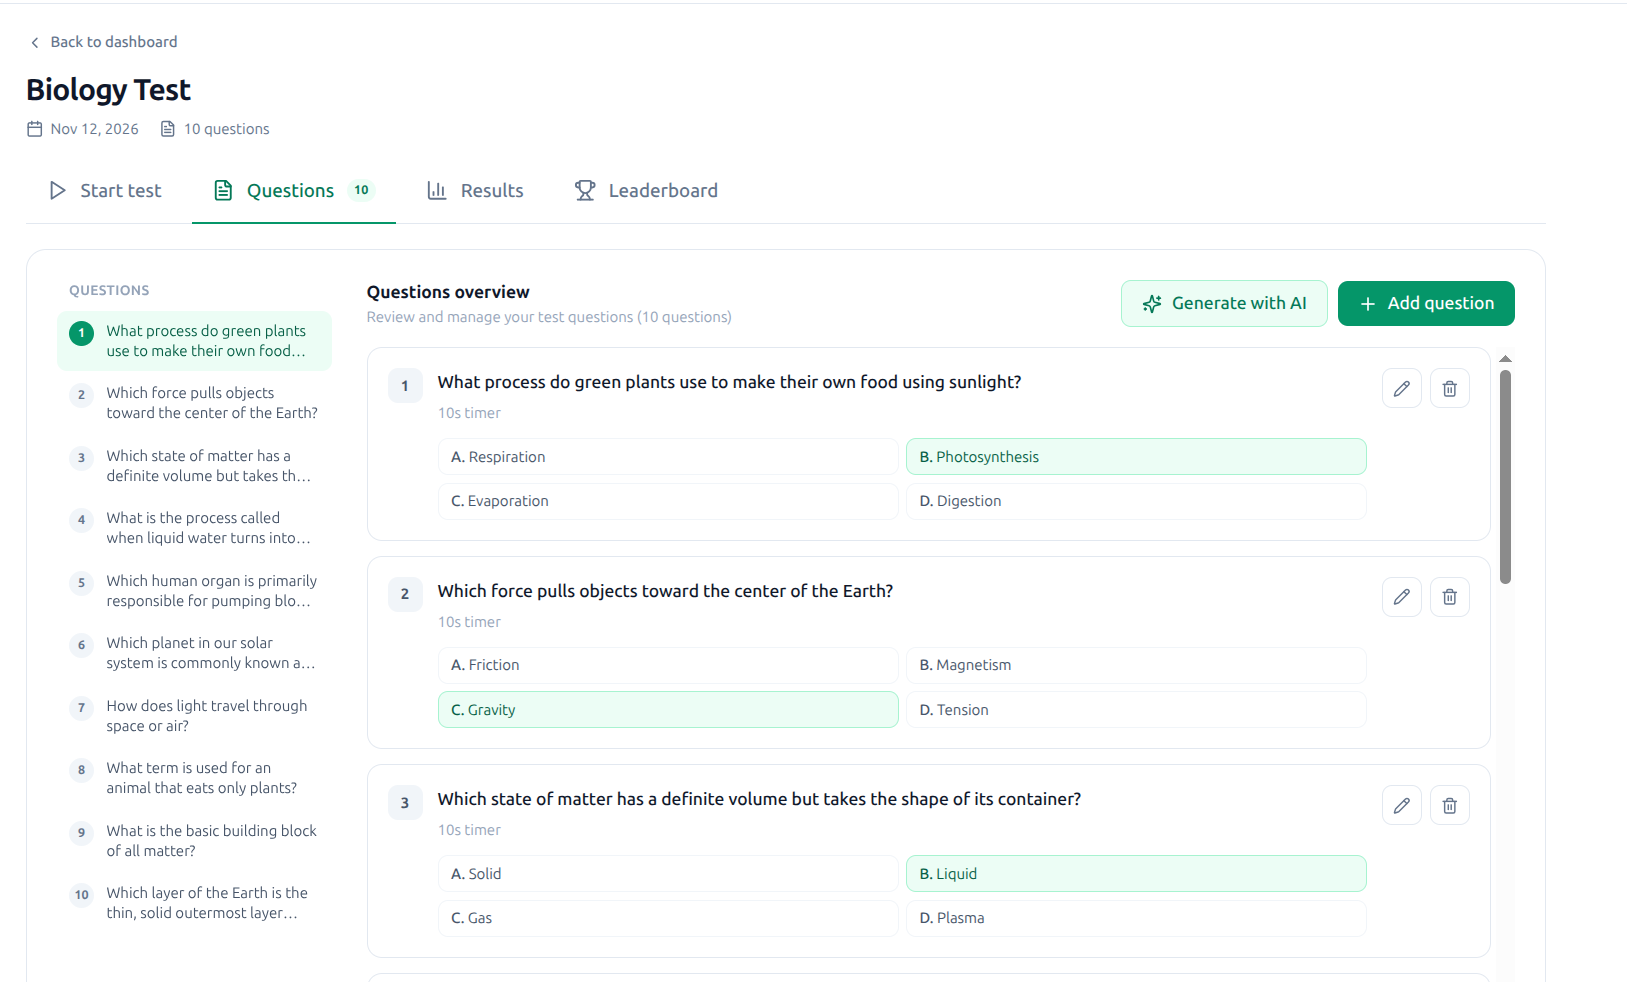 Back to dashboard
Biology Test
Nov 12, 2026 10 questions
Start test Questions 10 Results Leaderboard
QUESTIONS
1 What process do green plants
use to make their own food...
2 Which force pulls objects
toward the center of the Earth?
3 Which state of matter has a
definite volume but takes th...
4 What is the process called
when liquid water turns into...
5 Which human organ is primarily
responsible for pumping blo...
6 Which planet in our solar
system is commonly known a...
7 How does light travel through
space or air?
8 What term is used for an
animal that eats only plants?
9 What is the basic building block
of all matter?
10 Which layer of the Earth is the
thin, solid outermost layer...
Questions overview
Review and manage your test questions (10 questions)
Generate with AI
Add question
1 What process do green plants use to make their own food using sunlight?
10s timer
A. Respiration B. Photosynthesis
C. Evaporation D. Digestion
2 Which force pulls objects toward the center of the Earth?
10s timer
A. Friction B. Magnetism
C. Gravity D. Tension
3 Which state of matter has a definite volume but takes the shape of its container?
10s timer
A. Solid B. Liquid
C. Gas D. Plasma